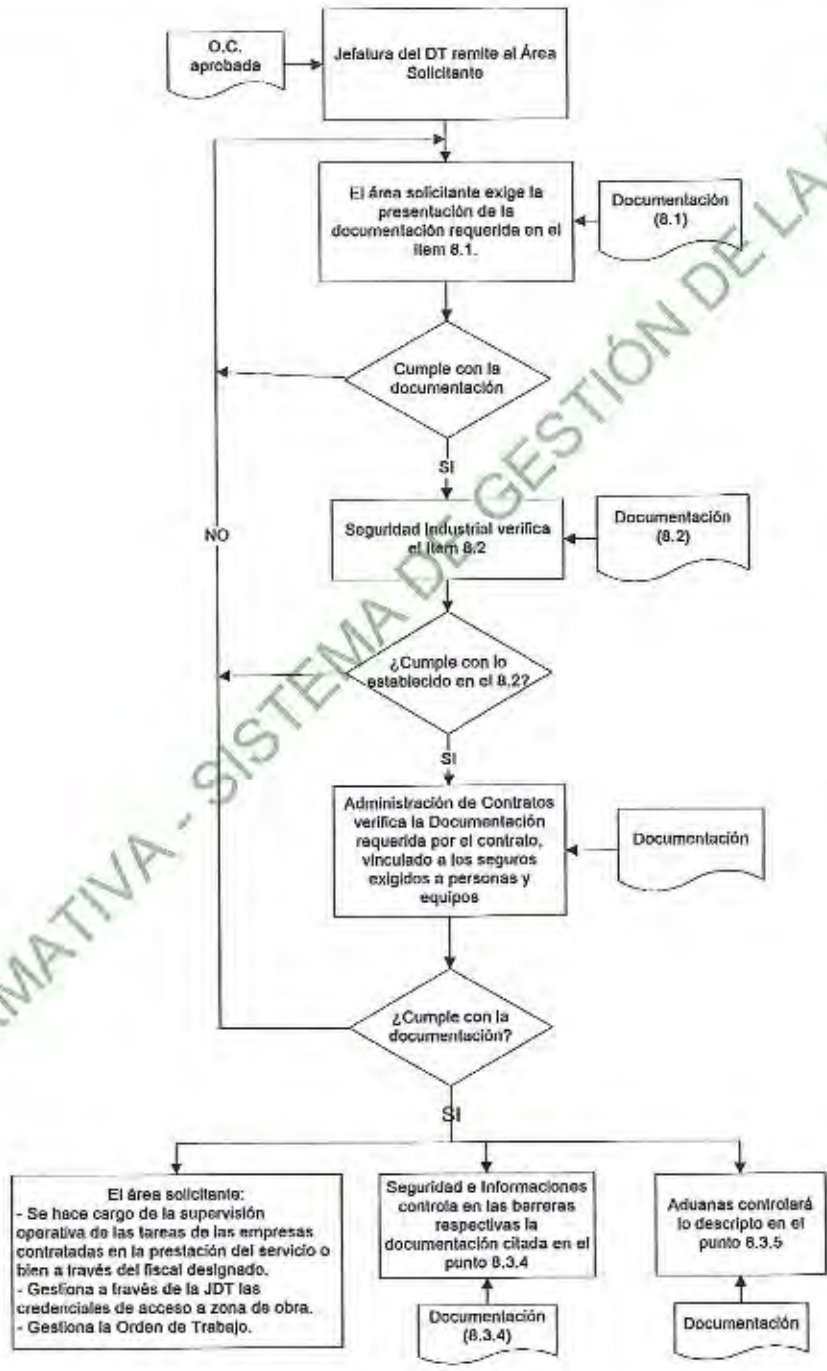 O.C.
aprobada
Jefatura del DT remite al Área
Solicitante
El área solicitante exige la
presentación de la
documentación requerida en el
ítem 8.1.
Documentación
(8.1)
Cumple con la
documentación
SI
NO
Seguridad Industrial verifica
el ítem 8.2
Documentación
(8.2)
¿Cumple con lo
establecido en el 8.2?
SI
Administración de Contratos
verifica la Documentación
requerida por el contrato,
vinculado a los seguros
exigidos a personas y
equipos
Documentación
¿Cumple con la
documentación?
SI
El área solicitante:
- Se hace cargo de la supervisión
operativa de las tareas de las empresas
contratadas en la prestación del servicio o
bien a través del fiscal designado.
- Gestiona a través de la JDT las
credenciales de acceso a zona de obra.
- Gestiona la Orden de Trabajo.
Seguridad e Informaciones
controla en las barreras
respectivas la
documentación citada en el
punto 8.3.4
Documentación
(8.3.4)
Aduanas controlará
lo descripto en el
punto 8.3.5
Documentación
MATIVA - SISTEMA DE GESTIÓN DE LA